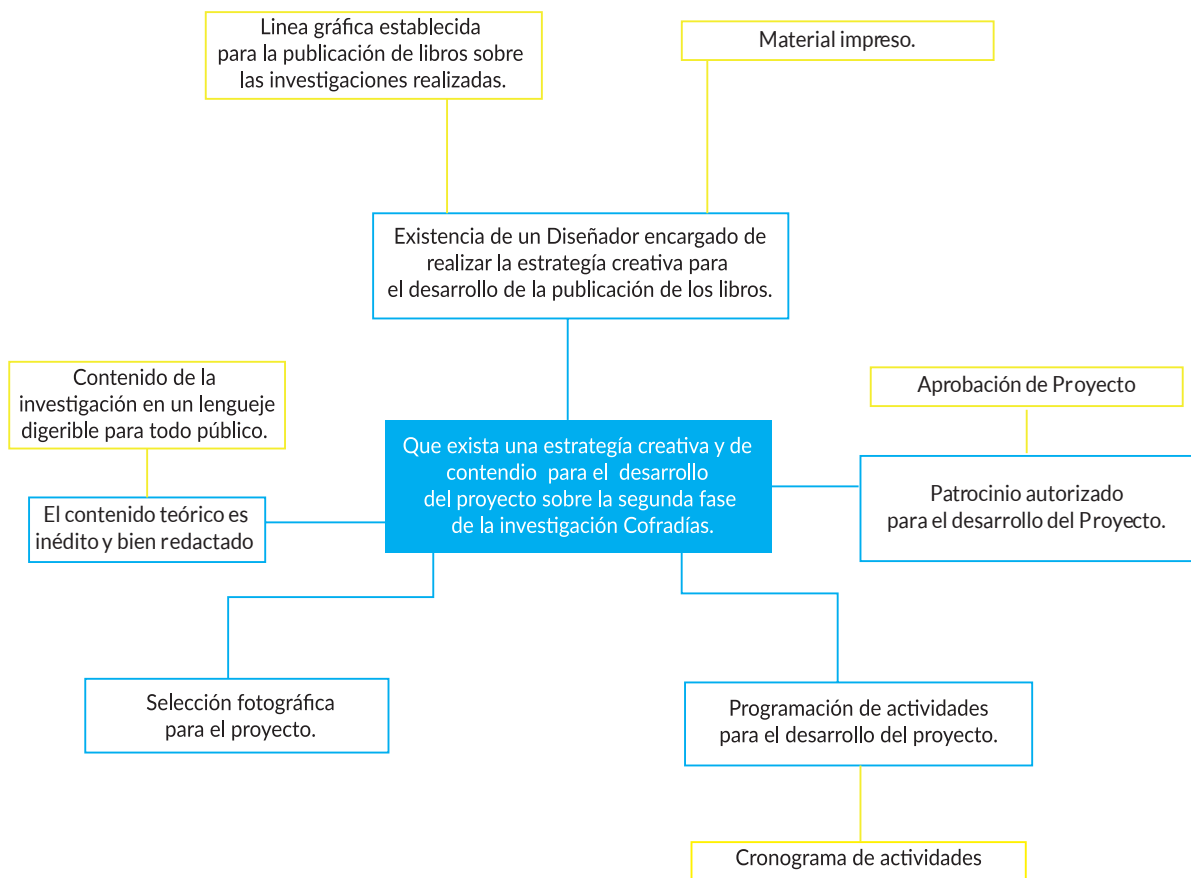 Linea gráfica establecida
para la publicación de libros sobre
las investigaciones realizadas.
Material impreso.
Existencia de un Diseñador encargado de
realizar la estrategía creativa para
el desarrollo de la publicación de los libros.
Contenido de la
investigación en un lengueje
digerible para todo público.
Aprobación de Proyecto
Que exista una estrategía creativa y de
contendio para el desarrollo
del proyecto sobre la segunda fase
de la investigación Cofradías.
El contenido teórico es
inédito y bien redactado
Patrocinio autorizado
para el desarrollo del Proyecto.
Selección fotográfica
para el proyecto.
Programación de actividades
para el desarrollo del proyecto.
Cronograma de actividades